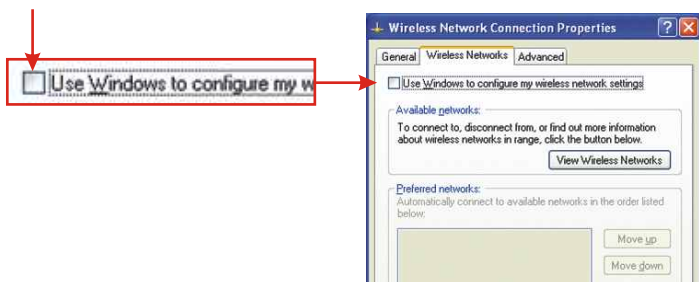 Use Windows to configure my w
Wireless Network Connection Properties
General Wireless Networks Advanced
Use Windows to configure my wireless network settings
Available networks:
To connect to, disconnect from, or find out more information
about wireless networks in range, click the button below.
View Wireless Networks
Preferred networks:
Automatically connect to available networks in the order listed
below:
Move up
Move down